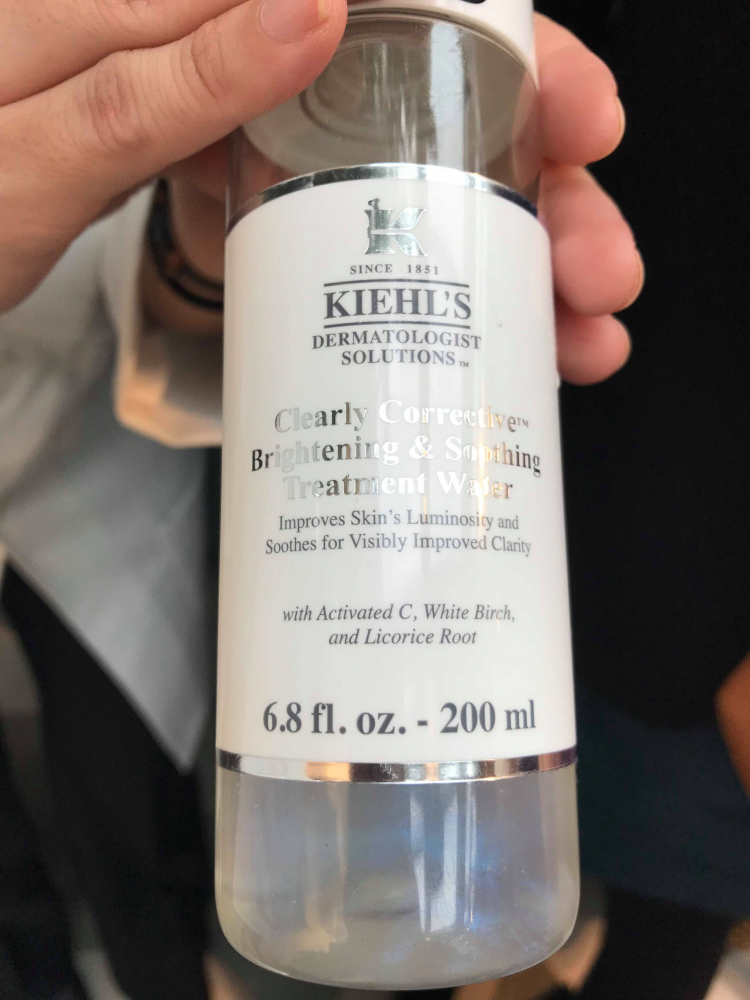 K
SINCE 1851
KIEHL'S
DERMATOLOGIST
SOLUTIONS™
Clearly Corrective™
Brightening & Soothing
Treatment Water
Improves Skin's Luminosity and
Soothes for Visibly Improved Clarity
with Activated C, White Birch,
and Licorice Root
6.8 fl. oz. - 200 ml